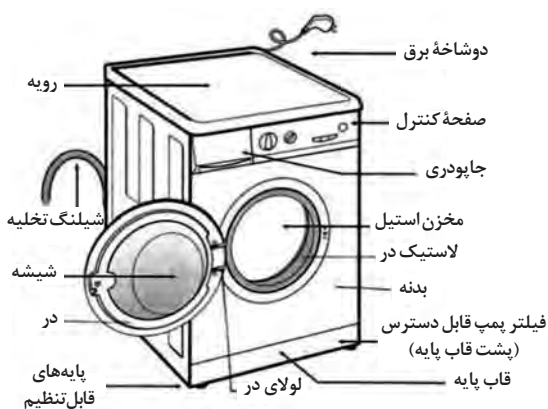 دوشاخهٔ برق
رویه
صفحهٔ کنترل
جاپودری
شیلنگ تخلیه
مخزن استیل
لاستیک در
شیشه
بدنه
در
فیلتر پمپ قابل دسترس
(پشت قاب پایه)
قاب پایه
لولای در
پایه‌های
قابل‌تنظیم